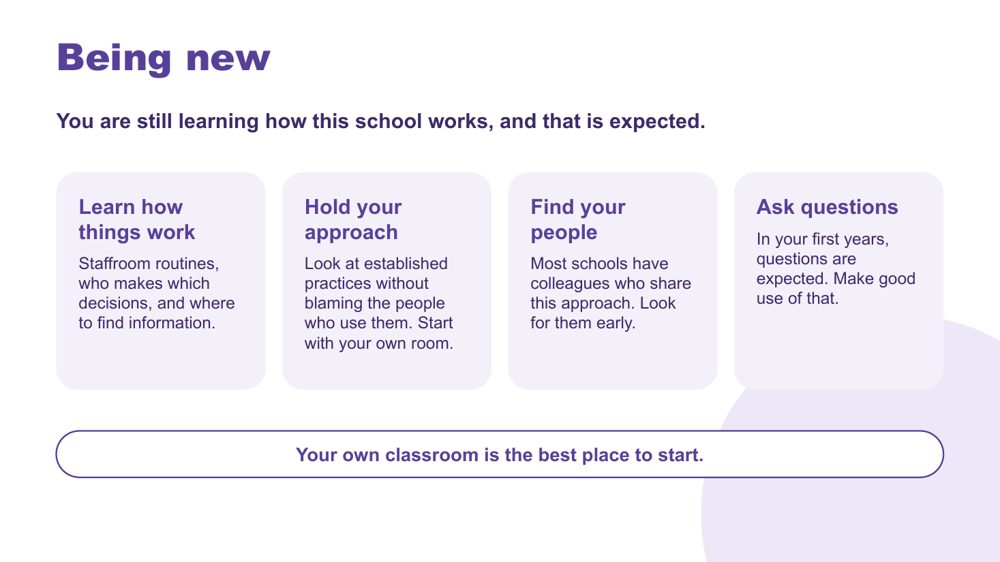 Being new
You are still learning how this school works, and that is expected.
Learn how
things work
Staffroom routines,
who makes which
decisions, and where
to find information.
Hold your
approach
Look at established
practices without
blaming the people
who use them. Start
with your own room.
Find your
people
Most schools have
colleagues who share
this approach. Look
for them early.
Ask questions
In your first years,
questions are
expected. Make good
use of that.
Your own classroom is the best place to start.